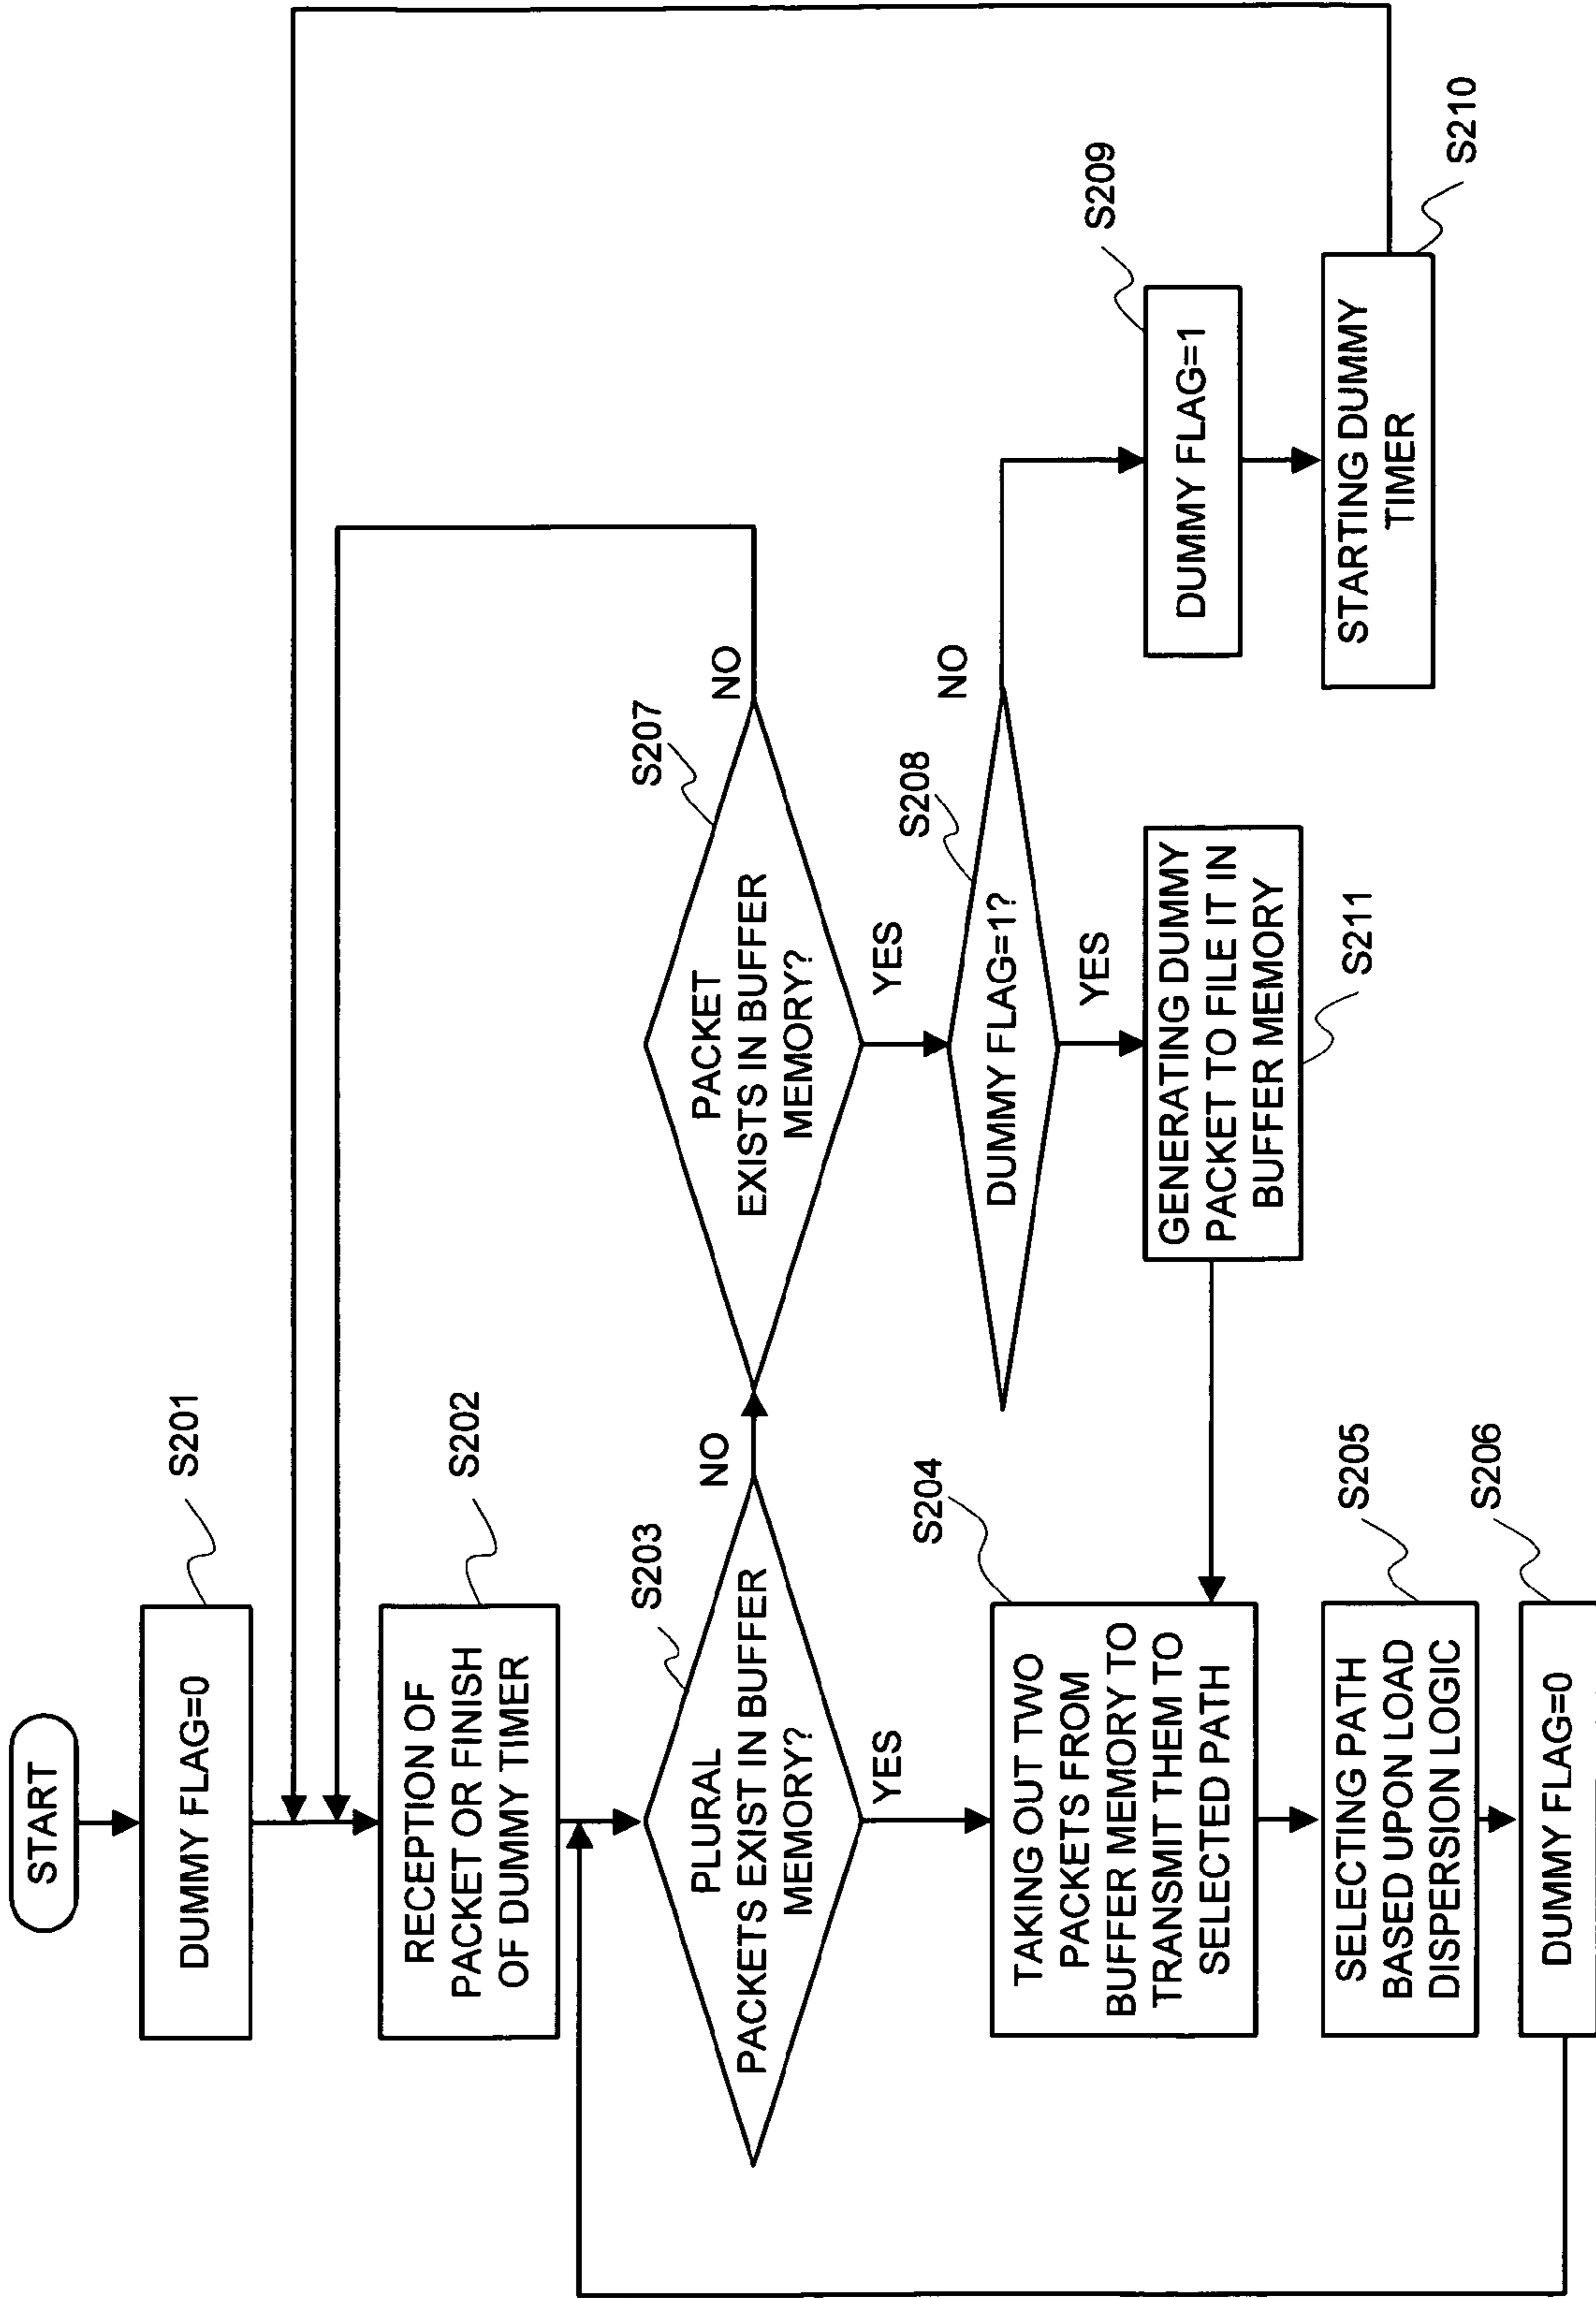 START
DUMMY FLAG=0
S201
RECEPTION OF
PACKET OR FINISH
OF DUMMY TIMER
S202
PLURAL
PACKETS EXIST IN BUFFER
MEMORY?
S203
NO
YES
PACKET
EXISTS IN BUFFER
MEMORY?
S207
NO
YES
DUMMY FLAG=1?
S208
NO
YES
DUMMY FLAG=1
S209
STARTING DUMMY
TIMER
S210
GENERATING DUMMY
PACKET TO FILE IT IN
BUFFER MEMORY
S211
TAKING OUT TWO
PACKETS FROM
BUFFER MEMORY TO
TRANSMIT THEM TO
SELECTED PATH
S204
SELECTING PATH
BASED UPON LOAD
DISPERSION LOGIC
S205
DUMMY FLAG=0
S206